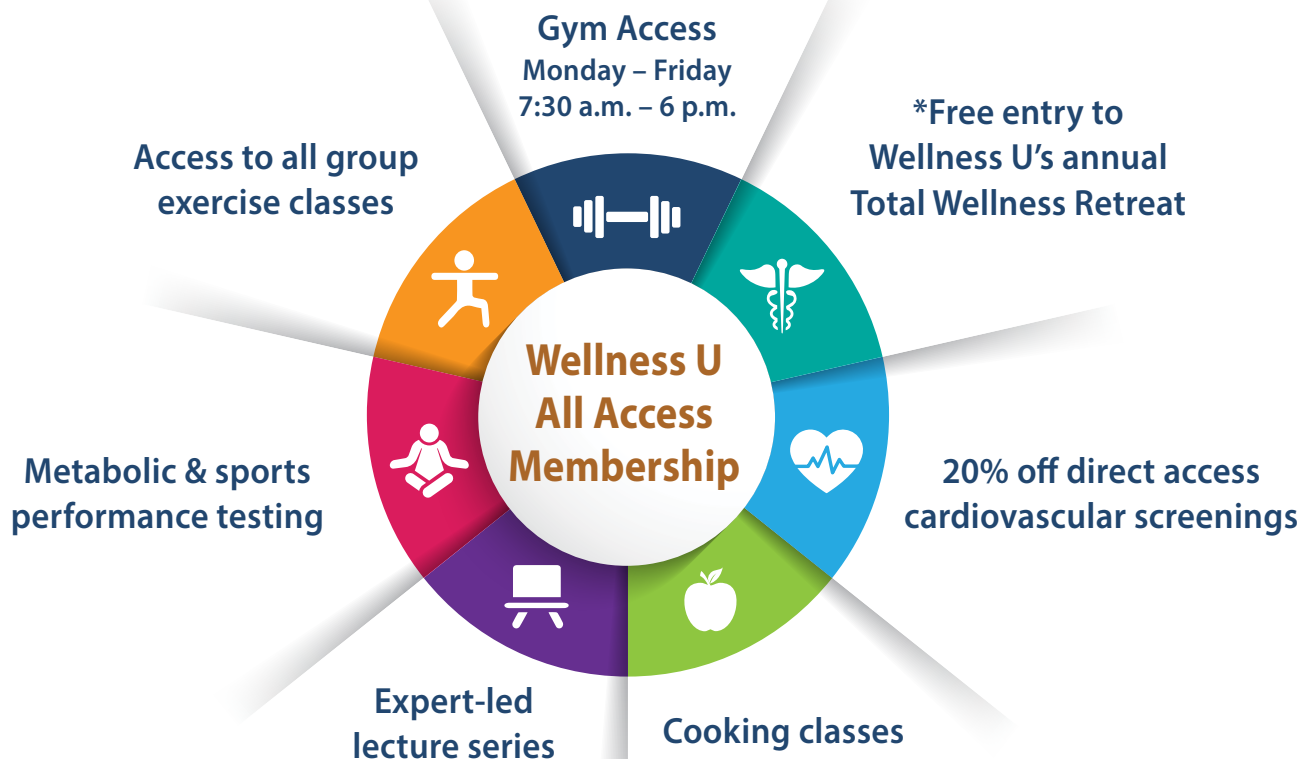 Gym Access
Monday – Friday
7:30 a.m. – 6 p.m.
*Free entry to
Wellness U's annual
Total Wellness Retreat
20% off direct access
cardiovascular screenings
Cooking classes
Expert-led
lecture series
Metabolic & sports
performance testing
Access to all group
exercise classes
Wellness U
All Access
Membership